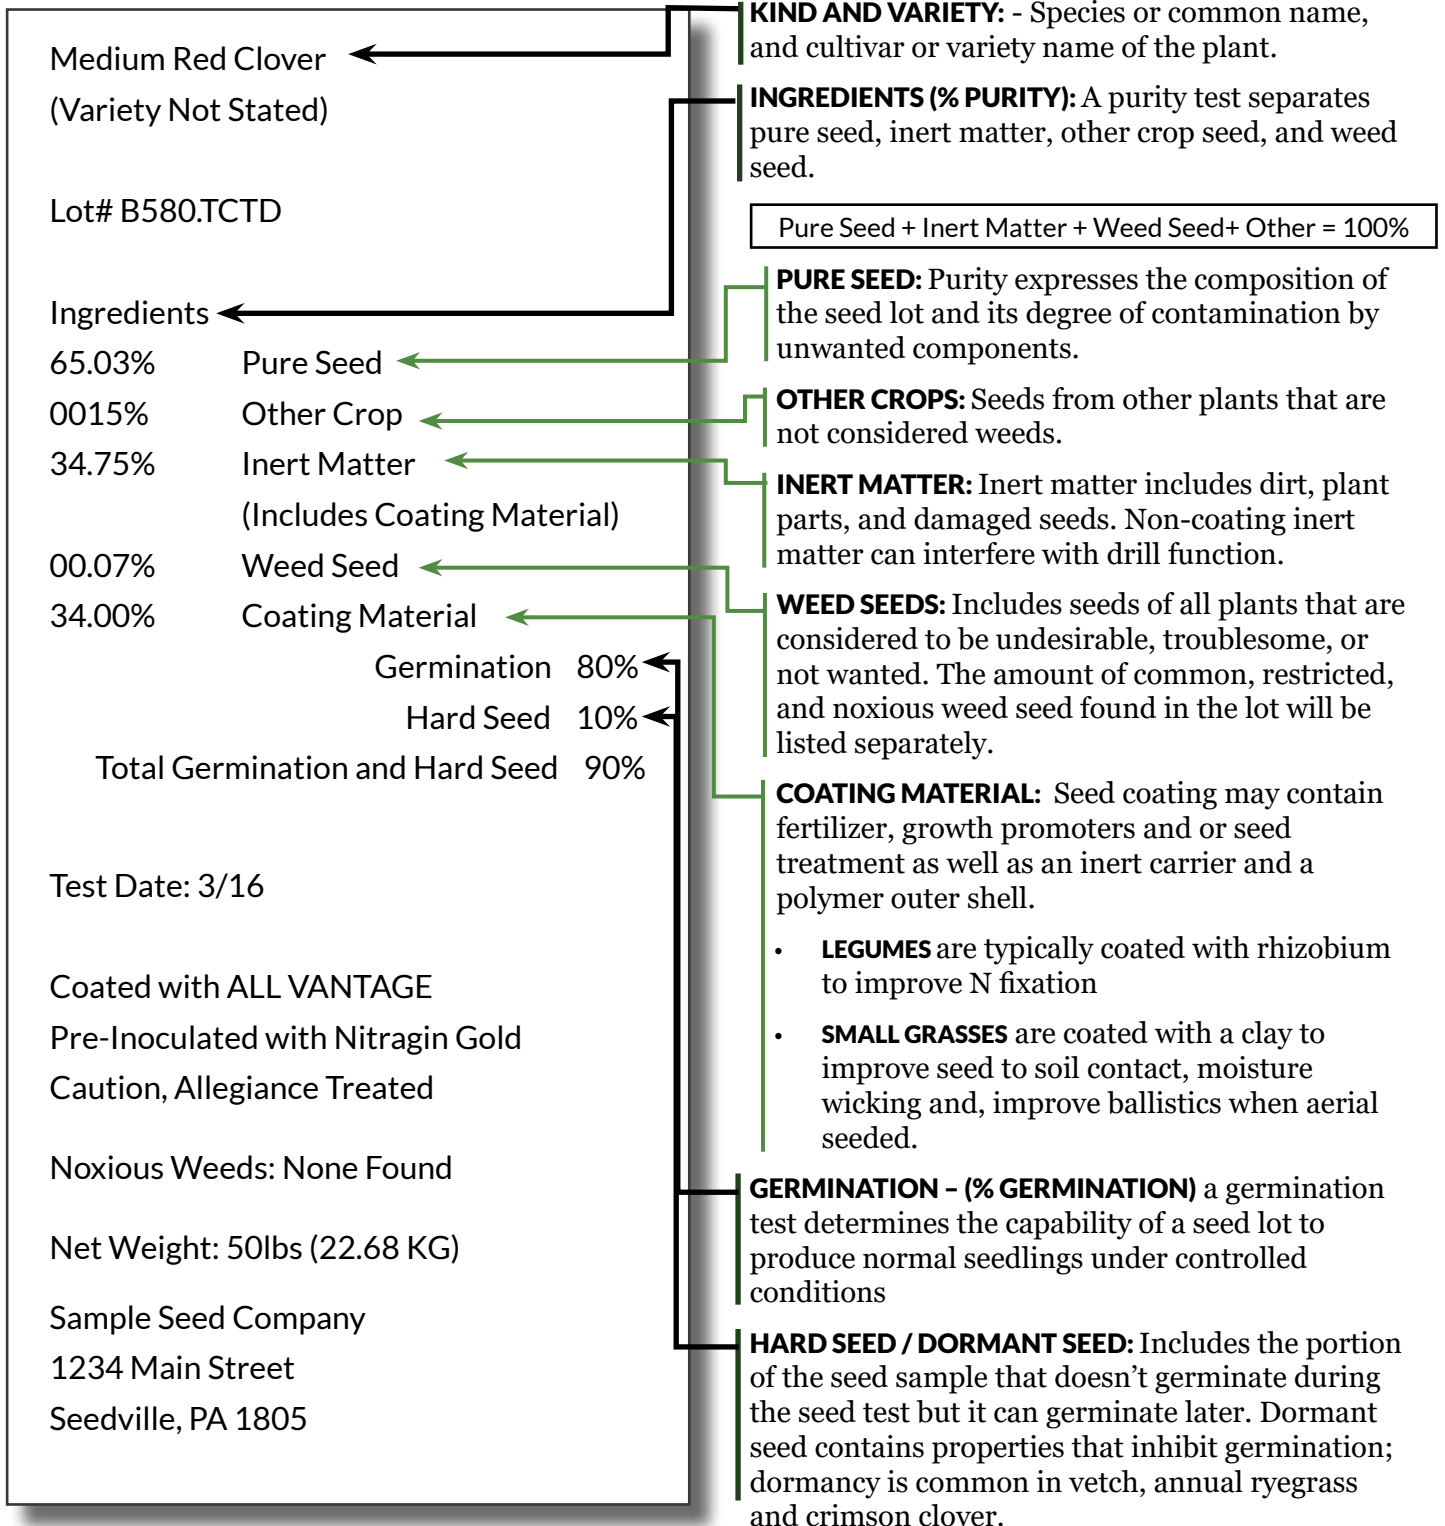 Medium Red Clover
(Variety Not Stated)
Lot# B580.TCTD
Ingredients
65.03% Pure Seed
0015% Other Crop
34.75% Inert Matter
(Includes Coating Material)
00.07% Weed Seed
34.00% Coating Material
Germination 80%
Hard Seed 10%
Total Germination and Hard Seed 90%
Test Date: 3/16
Coated with ALL VANTAGE
Pre-Inoculated with Nitragin Gold
Caution, Allegiance Treated
Noxious Weeds: None Found
Net Weight: 50lbs (22.68 KG)
Sample Seed Company
1234 Main Street
Seedville, PA 1805
KIND AND VARIETY: - Species or common name,
and cultivar or variety name of the plant.
INGREDIENTS (% PURITY): A purity test separates
pure seed, inert matter, other crop seed, and weed
seed.
Pure Seed + Inert Matter + Weed Seed+ Other = 100%
PURE SEED: Purity expresses the composition of
the seed lot and its degree of contamination by
unwanted components.
OTHER CROPS: Seeds from other plants that are
not considered weeds.
INERT MATTER: Inert matter includes dirt, plant
parts, and damaged seeds. Non-coating inert
matter can interfere with drill function.
WEED SEEDS: Includes seeds of all plants that are
considered to be undesirable, troublesome, or
not wanted. The amount of common, restricted,
and noxious weed seed found in the lot will be
listed separately.
COATING MATERIAL: Seed coating may contain
fertilizer, growth promoters and or seed
treatment as well as an inert carrier and a
polymer outer shell.
• LEGUMES are typically coated with rhizobium
to improve N fixation
• SMALL GRASSES are coated with a clay to
improve seed to soil contact, moisture
wicking and, improve ballistics when aerial
seeded.
GERMINATION – (% GERMINATION) a germination
test determines the capability of a seed lot to
produce normal seedlings under controlled
conditions
HARD SEED / DORMANT SEED: Includes the portion
of the seed sample that doesn’t germinate during
the seed test but it can germinate later. Dormant
seed contains properties that inhibit germination;
dormancy is common in vetch, annual ryegrass
and crimson clover.